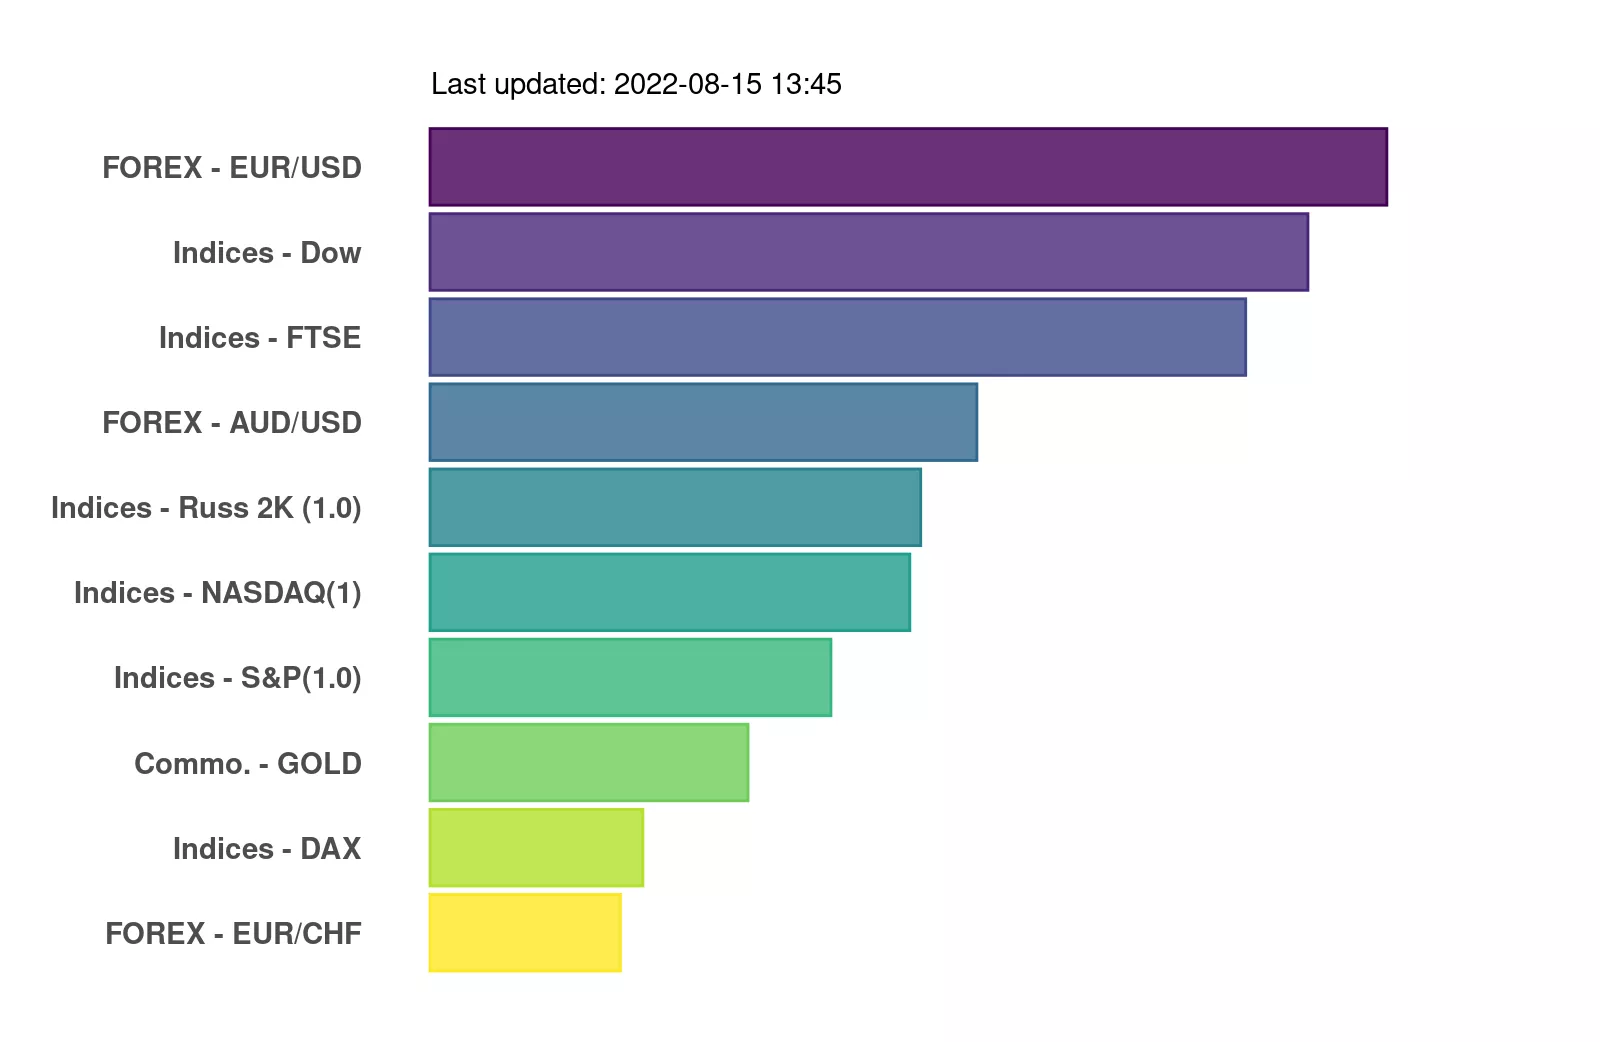 Last updated: 2022-08-15 13:45
FOREX - EUR/USD
Indices - Dow
Indices - FTSE
FOREX - AUD/USD
Indices - Russ 2K (1.0)
Indices - NASDAQ(1)
Indices - S&P(1.0)
Commo. - GOLD
Indices - DAX
FOREX - EUR/CHF